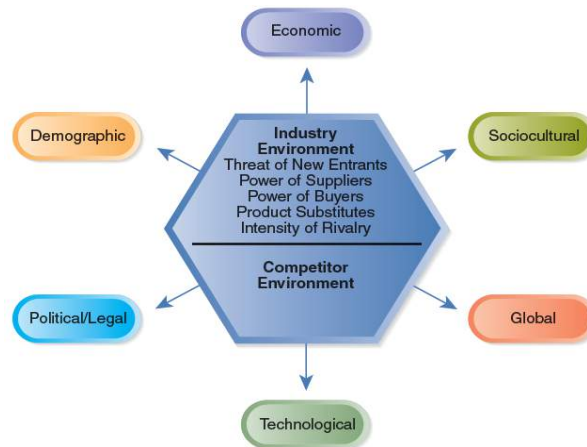 Economic
Demographic
Sociocultural
Industry
Environment
Threat of New Entrants
Power of Suppliers
Power of Buyers
Product Substitutes
Intensity of Rivalry
Competitor
Environment
Political/Legal
Global
Technological